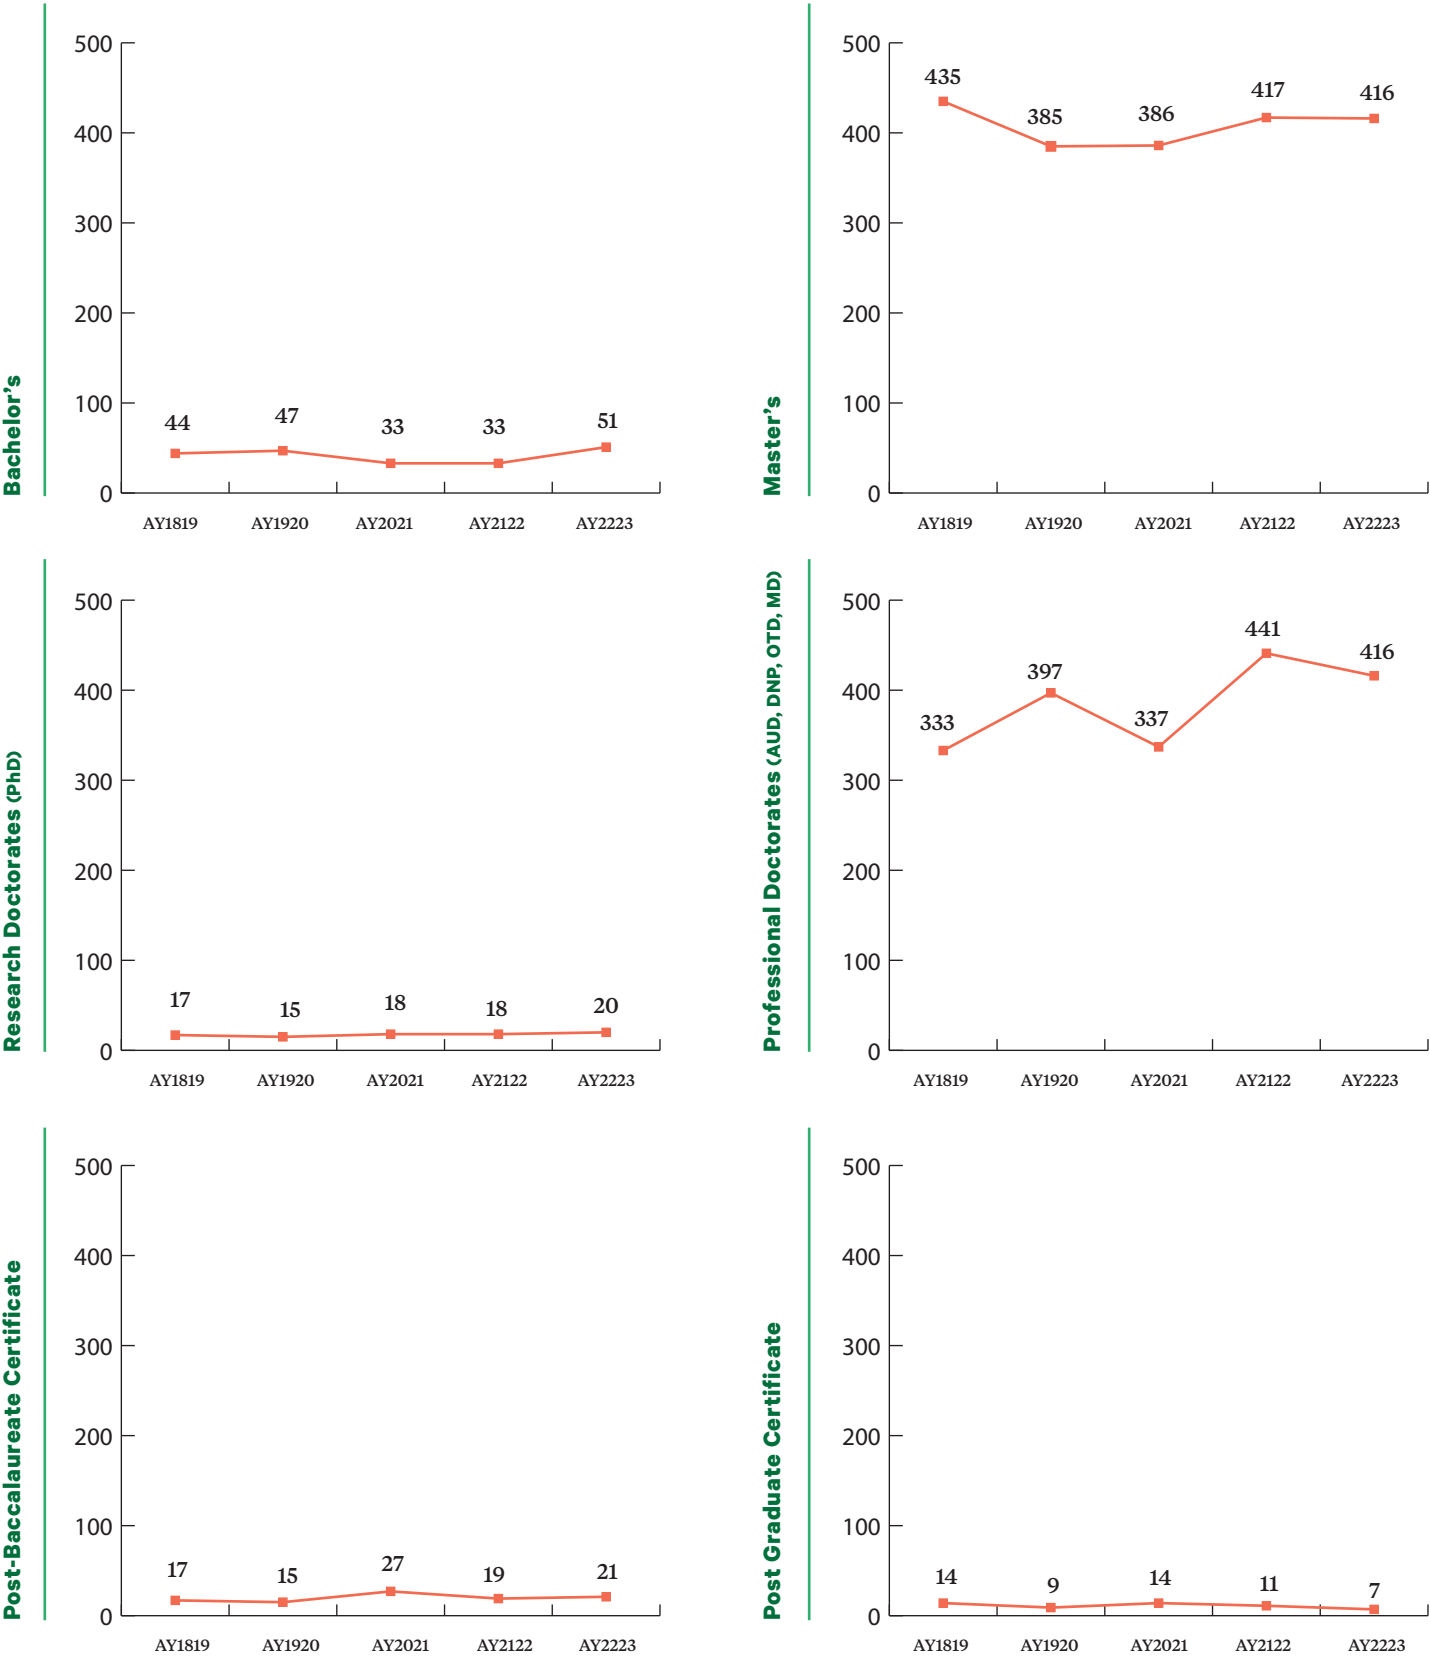 Bachelor's
500
400
300
200
100
0
44
47
33
33
51
AY1819
AY1920
AY2021
AY2122
AY2223
Master's
500
400
300
200
100
0
435
385
386
417
416
AY1819
AY1920
AY2021
AY2122
AY2223
Research Doctorates (PhD)
500
400
300
200
100
0
17
15
18
18
20
AY1819
AY1920
AY2021
AY2122
AY2223
Professional Doctorates (AUD, DNP, OTD, MD)
500
400
300
200
100
0
333
397
337
441
416
AY1819
AY1920
AY2021
AY2122
AY2223
Post-Baccalaureate Certificate
500
400
300
200
100
0
17
15
27
19
21
AY1819
AY1920
AY2021
AY2122
AY2223
Post Graduate Certificate
500
400
300
200
100
0
14
9
14
11
7
AY1819
AY1920
AY2021
AY2122
AY2223